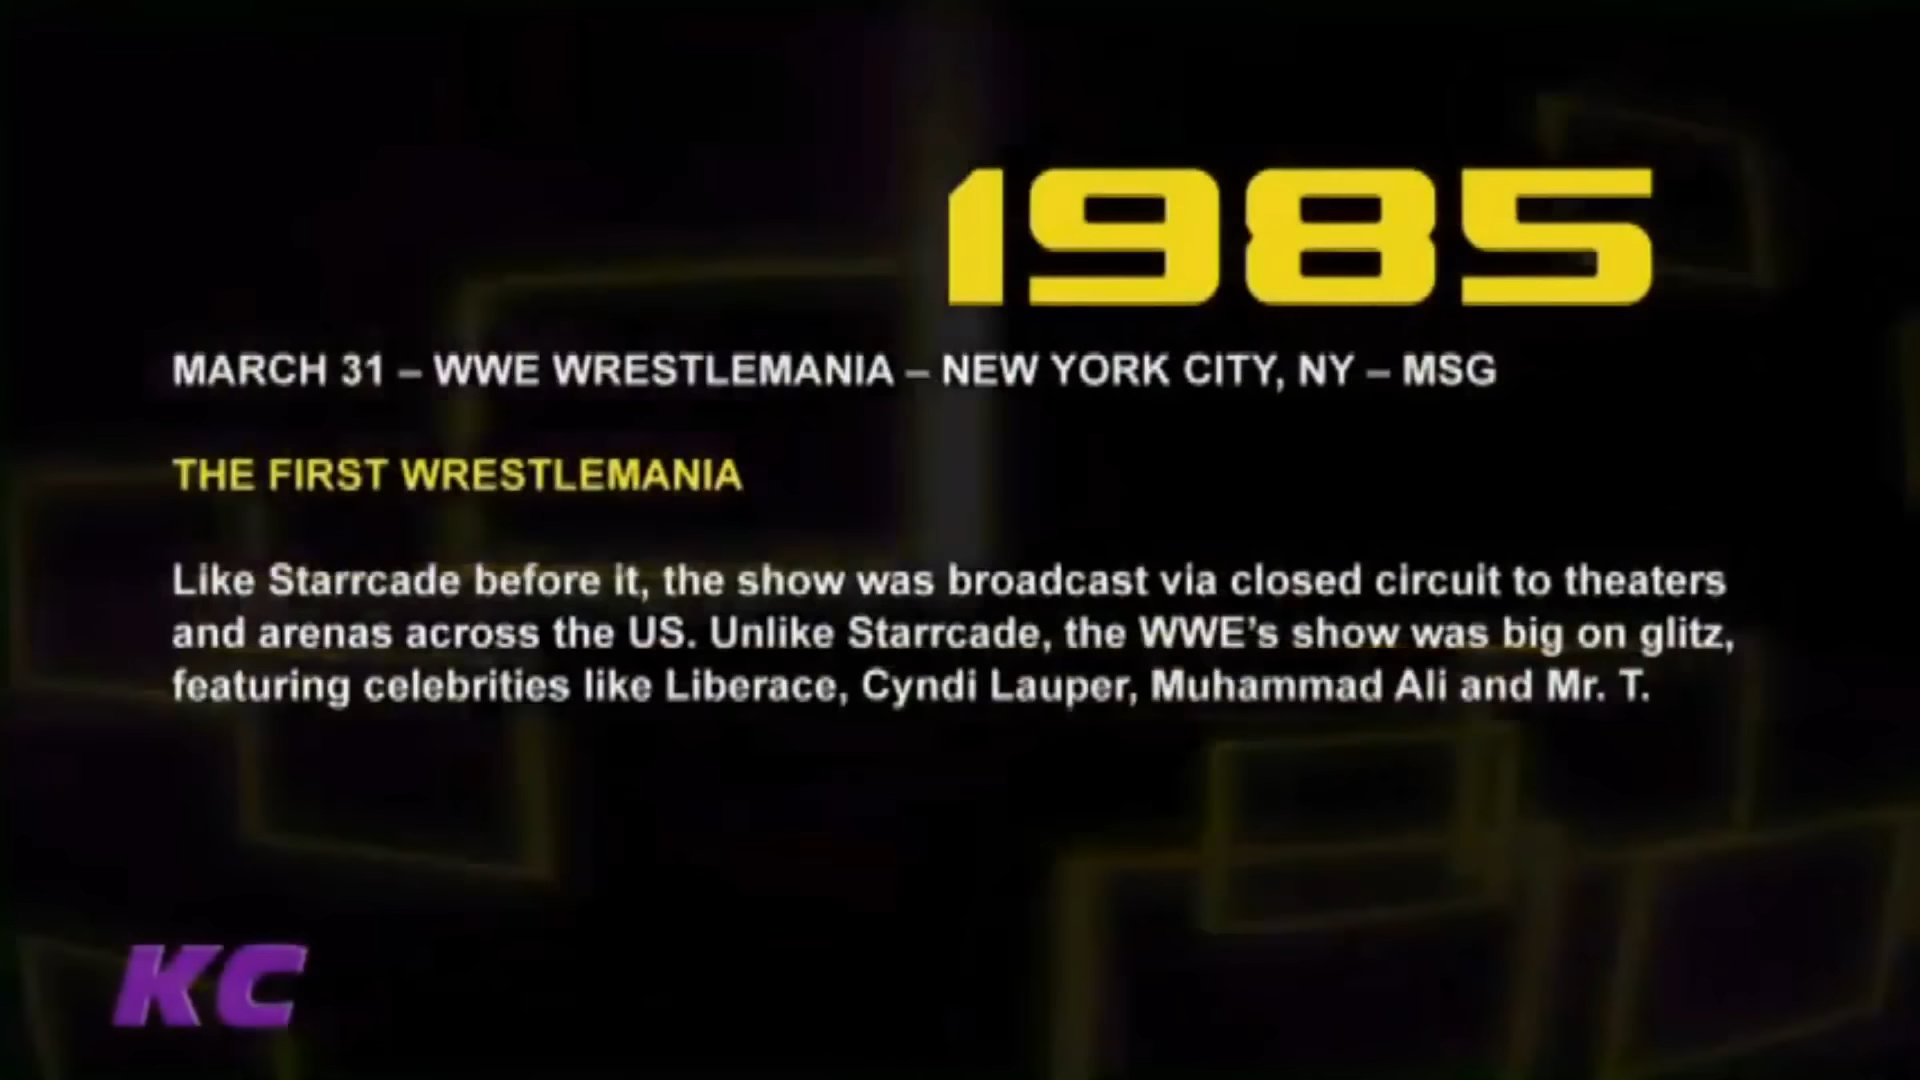 1985
MARCH 31 – WWE WRESTLEMANIA – NEW YORK CITY, NY – MSG
THE FIRST WRESTLEMANIA
Like Starrcade before it, the show was broadcast via closed circuit to theaters
and arenas across the US. Unlike Starrcade, the WWE’s show was big on glitz,
featuring celebrities like Liberace, Cyndi Lauper, Muhammad Ali and Mr. T.
KC